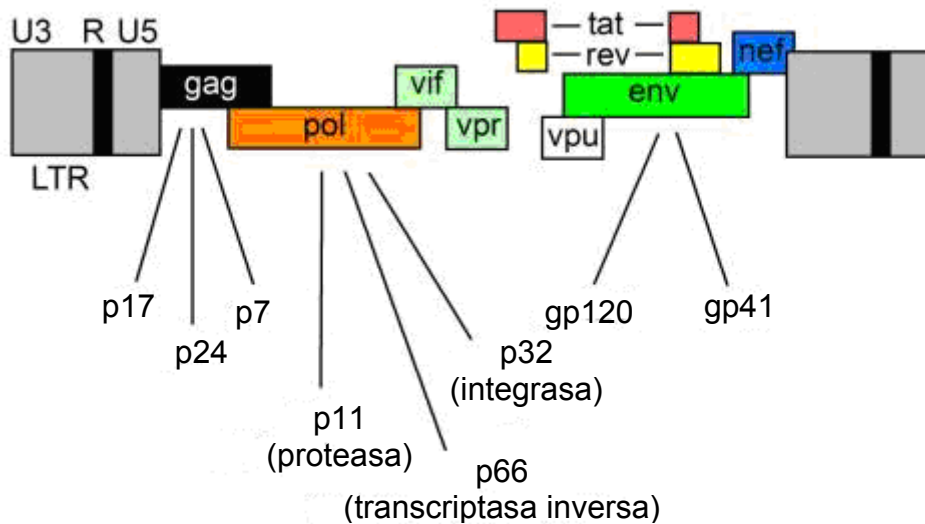 U3 R U5
LTR
gag
pol
vif
vpr
tat
rev
vpu
env
nef
p17
p24
p7
p11
(proteasa)
p66
(transcriptasa inversa)
p32
(integrasa)
gp120
gp41